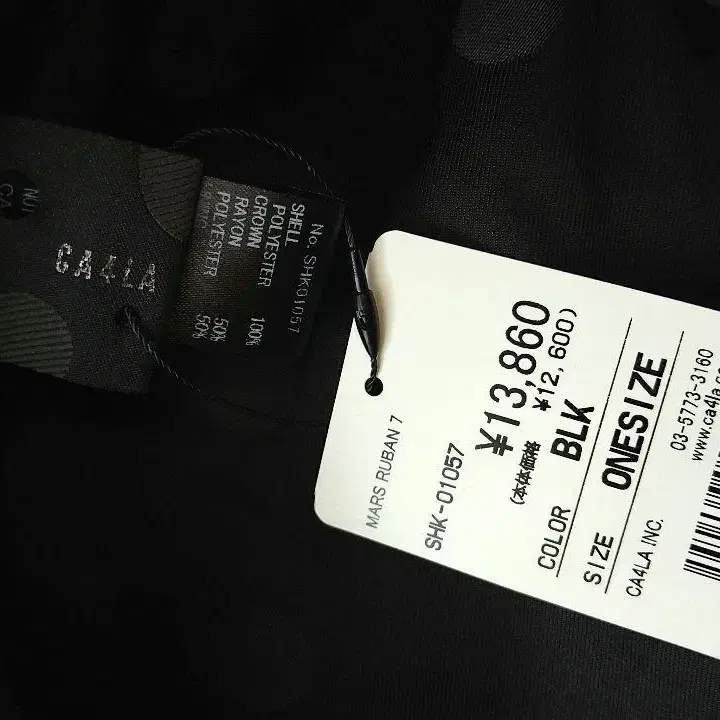 CA4LA
No. SHK01057
SHELL
POLYESTER 100%
CROWN
RAYON 50%
POLYESTER 50%
MARS RUBAN 7
SHK-01057
¥13,860
(本体価格 ¥12,600)
COLOR BLK
SIZE ONESIZE
CA4LA INC. 03-5773-3160